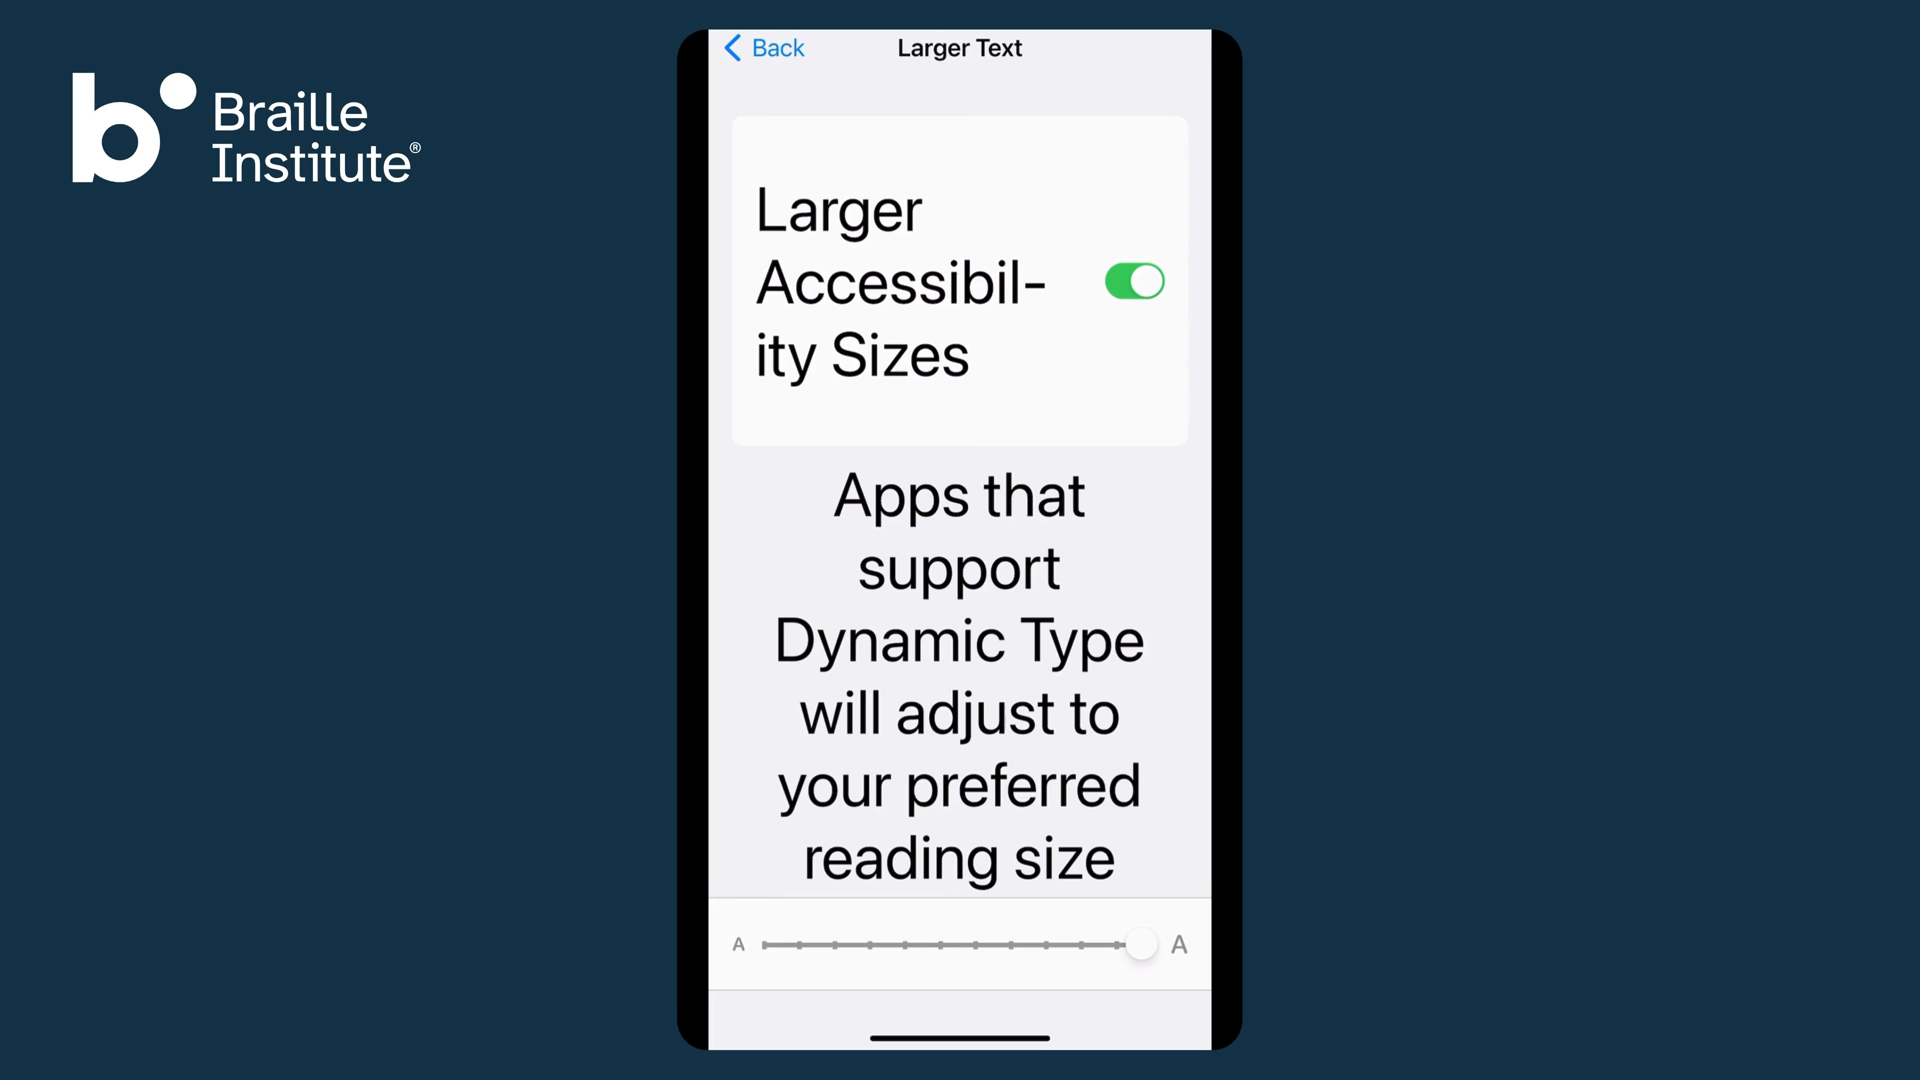 Braille
Institute®
Back
Larger Text
Larger
Accessibil-
ity Sizes
Apps that
support
Dynamic Type
will adjust to
your preferred
reading size
A
A